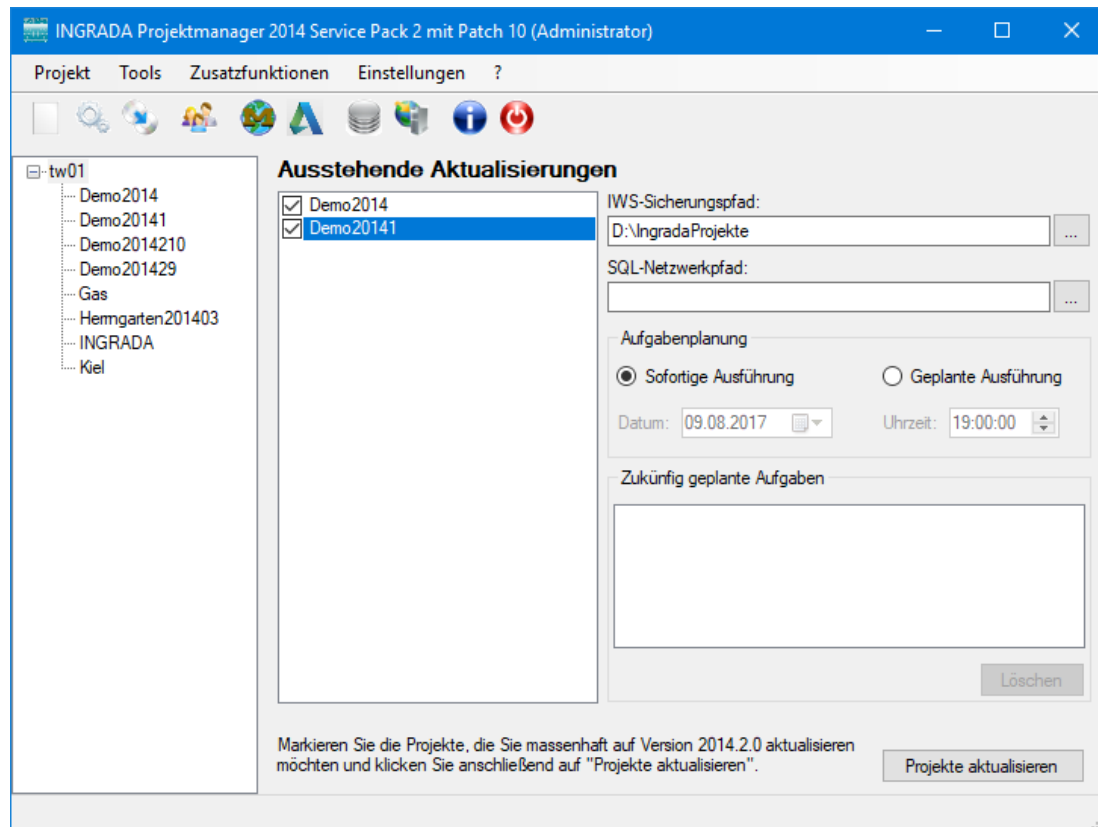 INGRADA Projektmanager 2014 Service Pack 2 mit Patch 10 (Administrator)
Projekt Tools Zusatzfunktionen Einstellungen ?
tw01
Demo2014
Demo20141
Demo2014210
Demo201429
Gas
Herrngarten201403
INGRADA
Kiel
Ausstehende Aktualisierungen
Demo2014
Demo20141
IWS-Sicherungspfad:
D:\IngradaProjekte
...
SQL-Netzwerkpfad:
...
Aufgabenplanung
Sofortige Ausführung Geplante Ausführung
Datum: 09.08.2017 Uhrzeit: 19:00:00
Zukünfig geplante Aufgaben
Löschen
Markieren Sie die Projekte, die Sie massenhaft auf Version 2014.2.0 aktualisieren
möchten und klicken Sie anschließend auf "Projekte aktualisieren".
Projekte aktualisieren